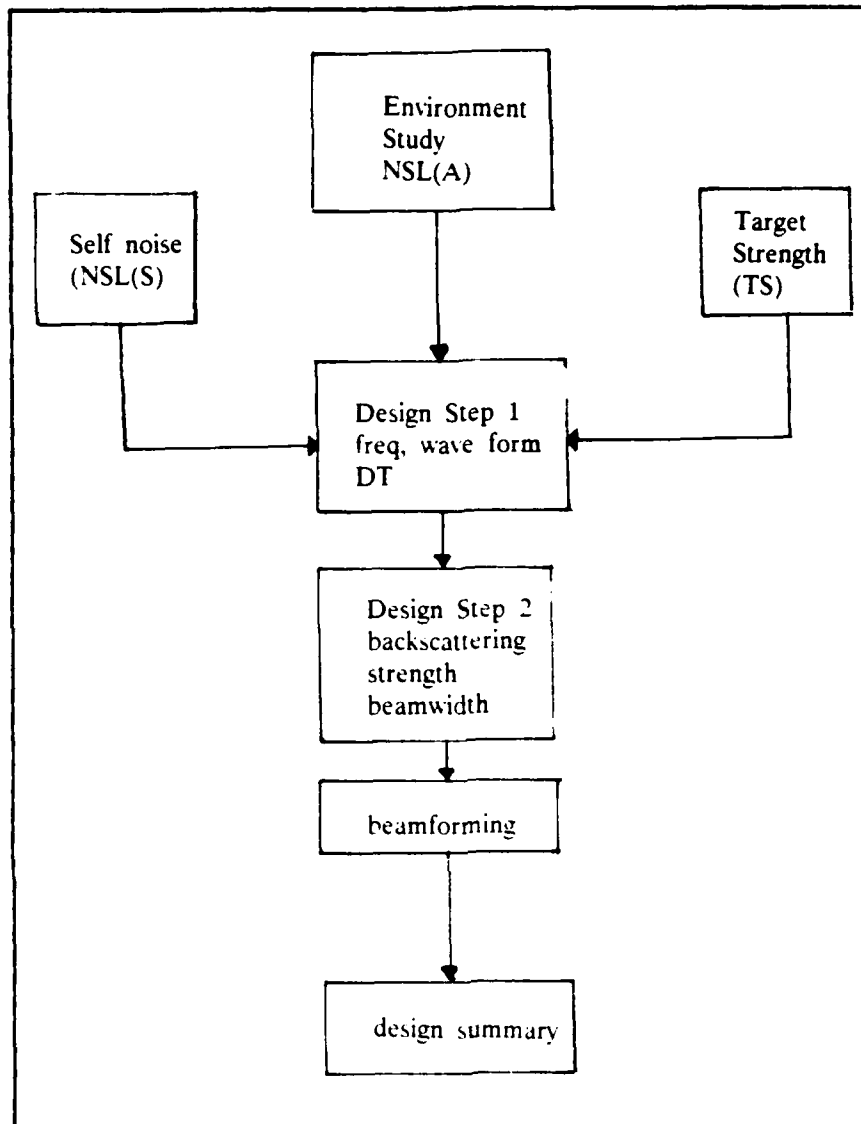 Environment
Study
NSL(A)
Self noise
(NSL(S)
Target
Strength
(TS)
Design Step 1
freq, wave form
DT
Design Step 2
backscattering
strength
beamwidth
beamforming
design summary